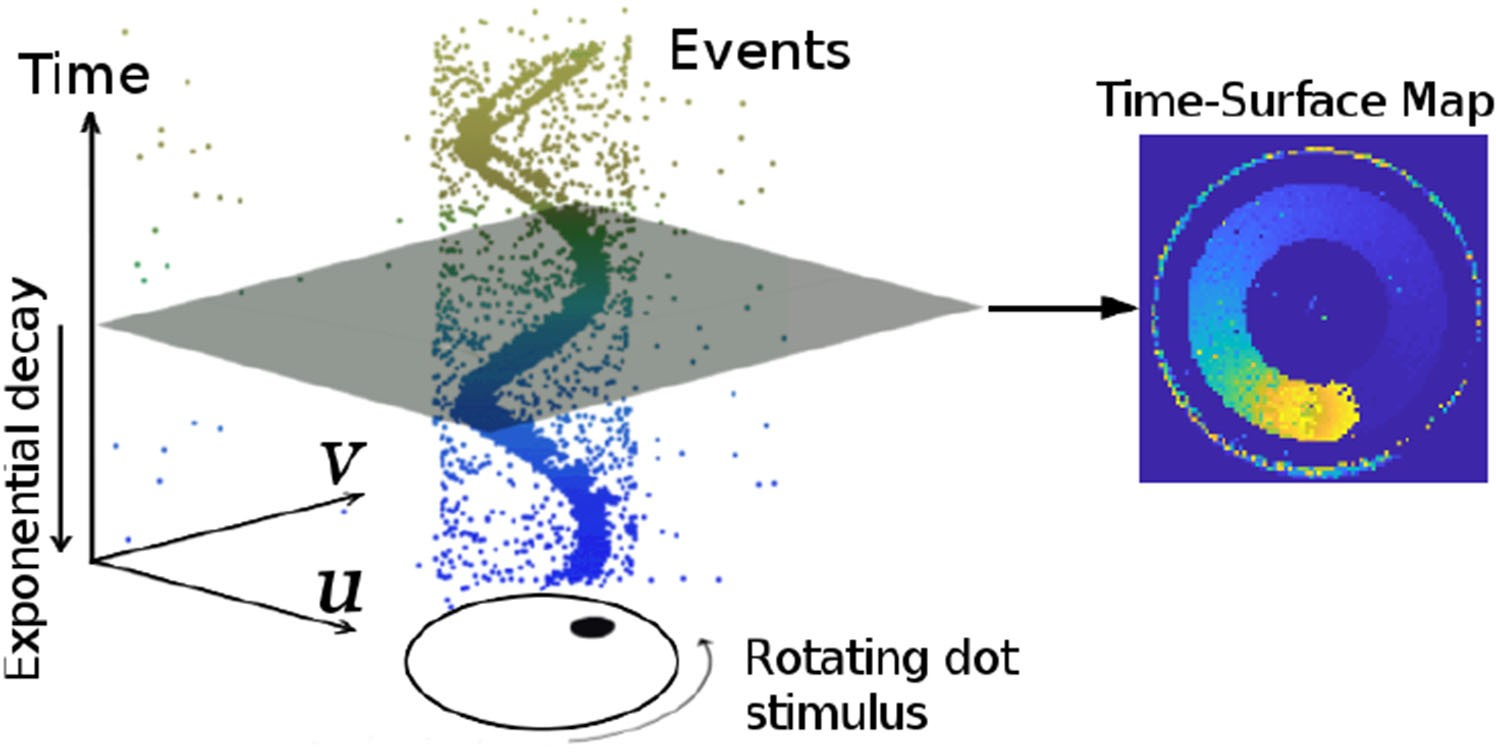 Time
Events
Time-Surface Map
Exponential decay
v
u
Rotating dot
stimulus